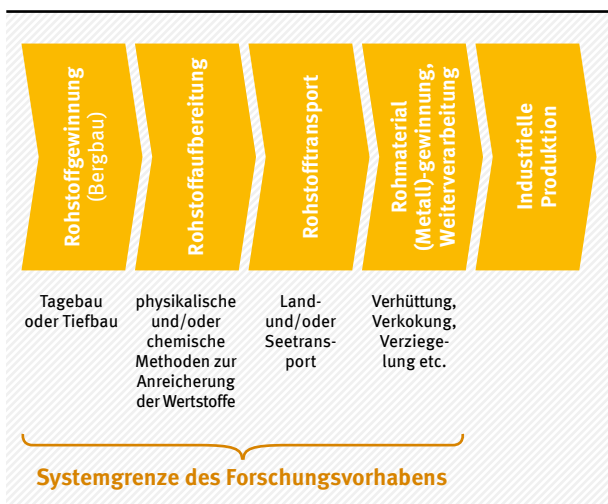 Rohstoffgewinnung
(Bergbau)
Rohstoffaufbereitung
Rohstofftransport
Rohmaterial
(Metall)-gewinnung,
Weiterverarbeitung
Industrielle
Produktion
Tagebau
oder Tiefbau
physikalische
und/oder
chemische
Methoden zur
Anreicherung
der Wertstoffe
Land-
und/oder
Seetrans-
port
Verhüttung,
Verkokung,
Verziege-
lung etc.
Systemgrenze des Forschungsvorhabens